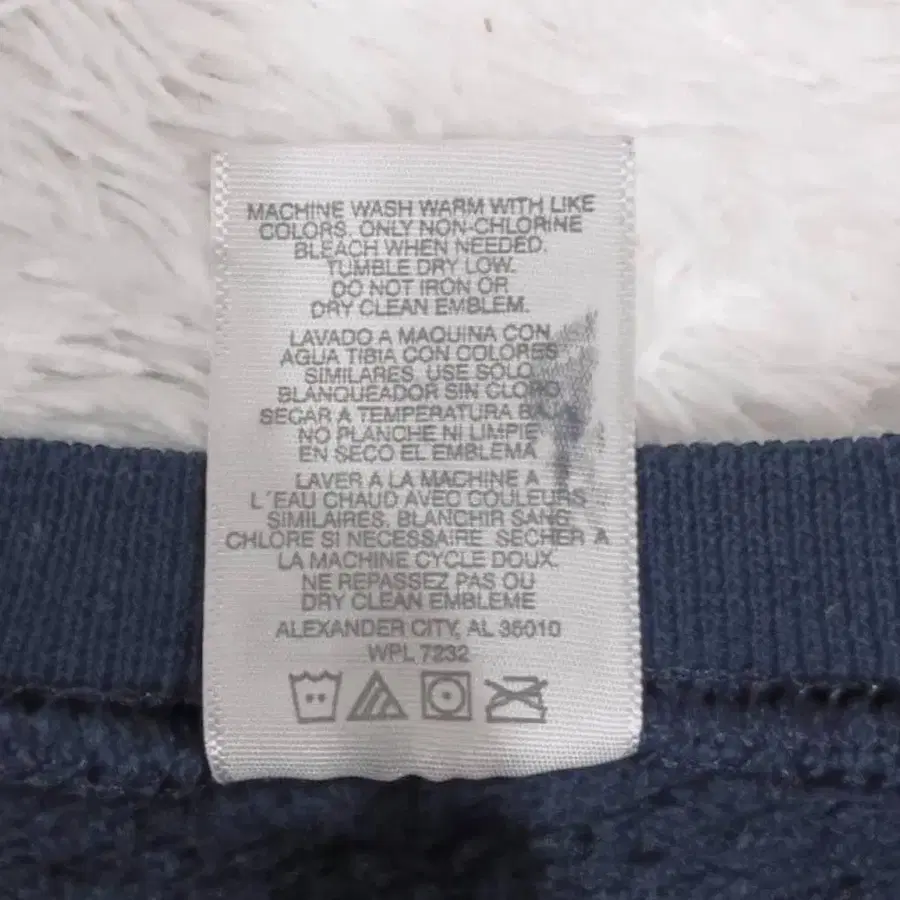 MACHINE WASH WARM WITH LIKE
COLORS. ONLY NON-CHLORINE
BLEACH WHEN NEEDED.
TUMBLE DRY LOW.
DO NOT IRON OR
DRY CLEAN EMBLEM.
LAVADO A MAQUINA CON
AGUA TIBIA CON COLORES
SIMILARES. USE SOLO
BLANQUEADOR SIN CLORO
SECAR A TEMPERATURA BAJA
NO PLANCHE NI LIMPIE
EN SECO EL EMBLEMA
LAVER A LA MACHINE A
L'EAU CHAUD AVEC COULEURS
SIMILAIRES. BLANCHIR SANS
CHLORE SI NECESSAIRE. SECHER A
LA MACHINE CYCLE DOUX.
NE REPASSEZ PAS OU
DRY CLEAN EMBLEME
ALEXANDER CITY, AL 35010
WPL 7232